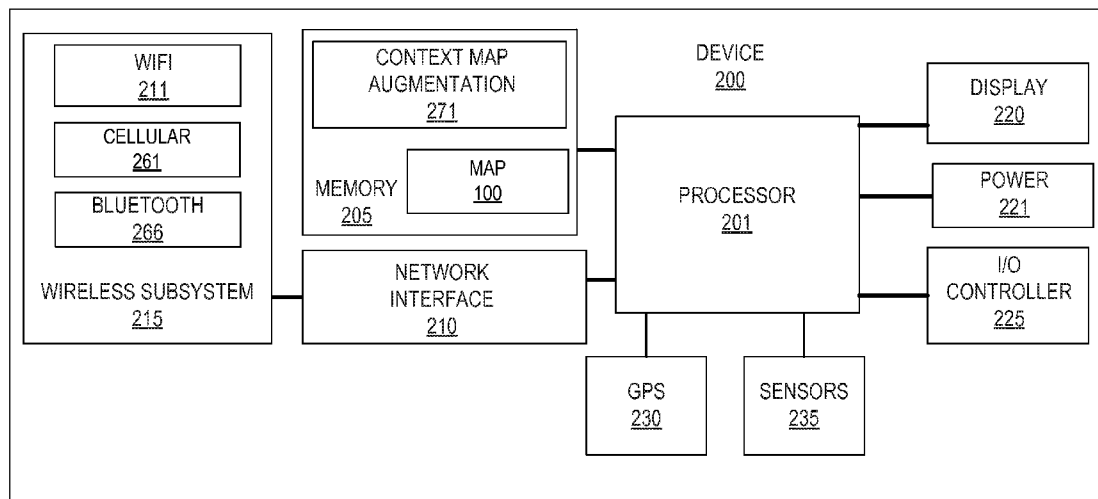 WIFI
211
CELLULAR
261
BLUETOOTH
266
WIRELESS SUBSYSTEM
215
CONTEXT MAP
AUGMENTATION
271
MAP
100
MEMORY
205
NETWORK
INTERFACE
210
DEVICE
200
PROCESSOR
201
GPS
230
SENSORS
235
DISPLAY
220
POWER
221
I/O
CONTROLLER
225